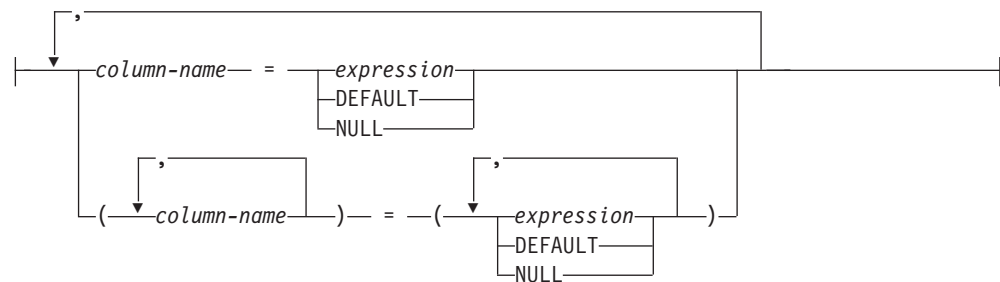 ,
column-name = expression
DEFAULT
NULL
, ,
( column-name ) = ( expression )
DEFAULT
NULL